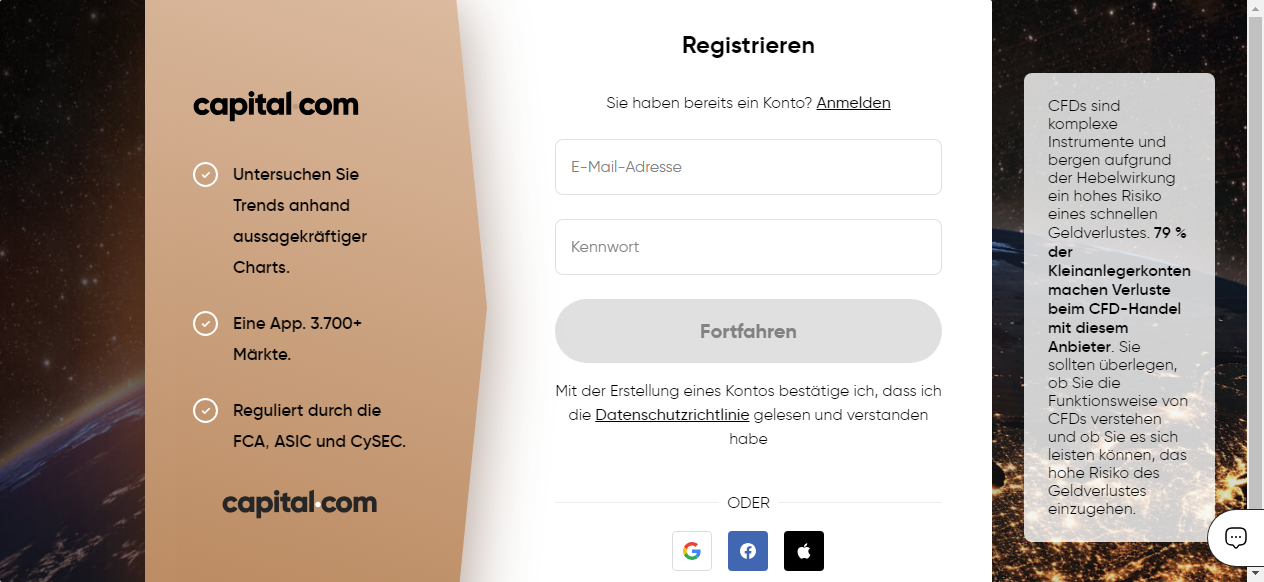 capital com
Untersuchen Sie
Trends anhand
aussagekräftiger
Charts.
Eine App. 3.700+
Märkte.
Reguliert durch die
FCA, ASIC und CySEC.
capital·com
Registrieren
Sie haben bereits ein Konto? Anmelden
E-Mail-Adresse
Kennwort
Fortfahren
Mit der Erstellung eines Kontos bestätige ich, dass ich
die Datenschutzrichtlinie gelesen und verstanden
habe
ODER
CFDs sind
komplexe
Instrumente und
bergen aufgrund
der Hebelwirkung
ein hohes Risiko
eines schnellen
Geldverlustes. 79 %
der
Kleinanlegerkonten
machen Verluste
beim CFD-Handel
mit diesem
Anbieter. Sie
sollten überlegen,
ob Sie die
Funktionsweise von
CFDs verstehen
und ob Sie es sich
leisten können, das
hohe Risiko des
Geldverlustes
einzugehen.